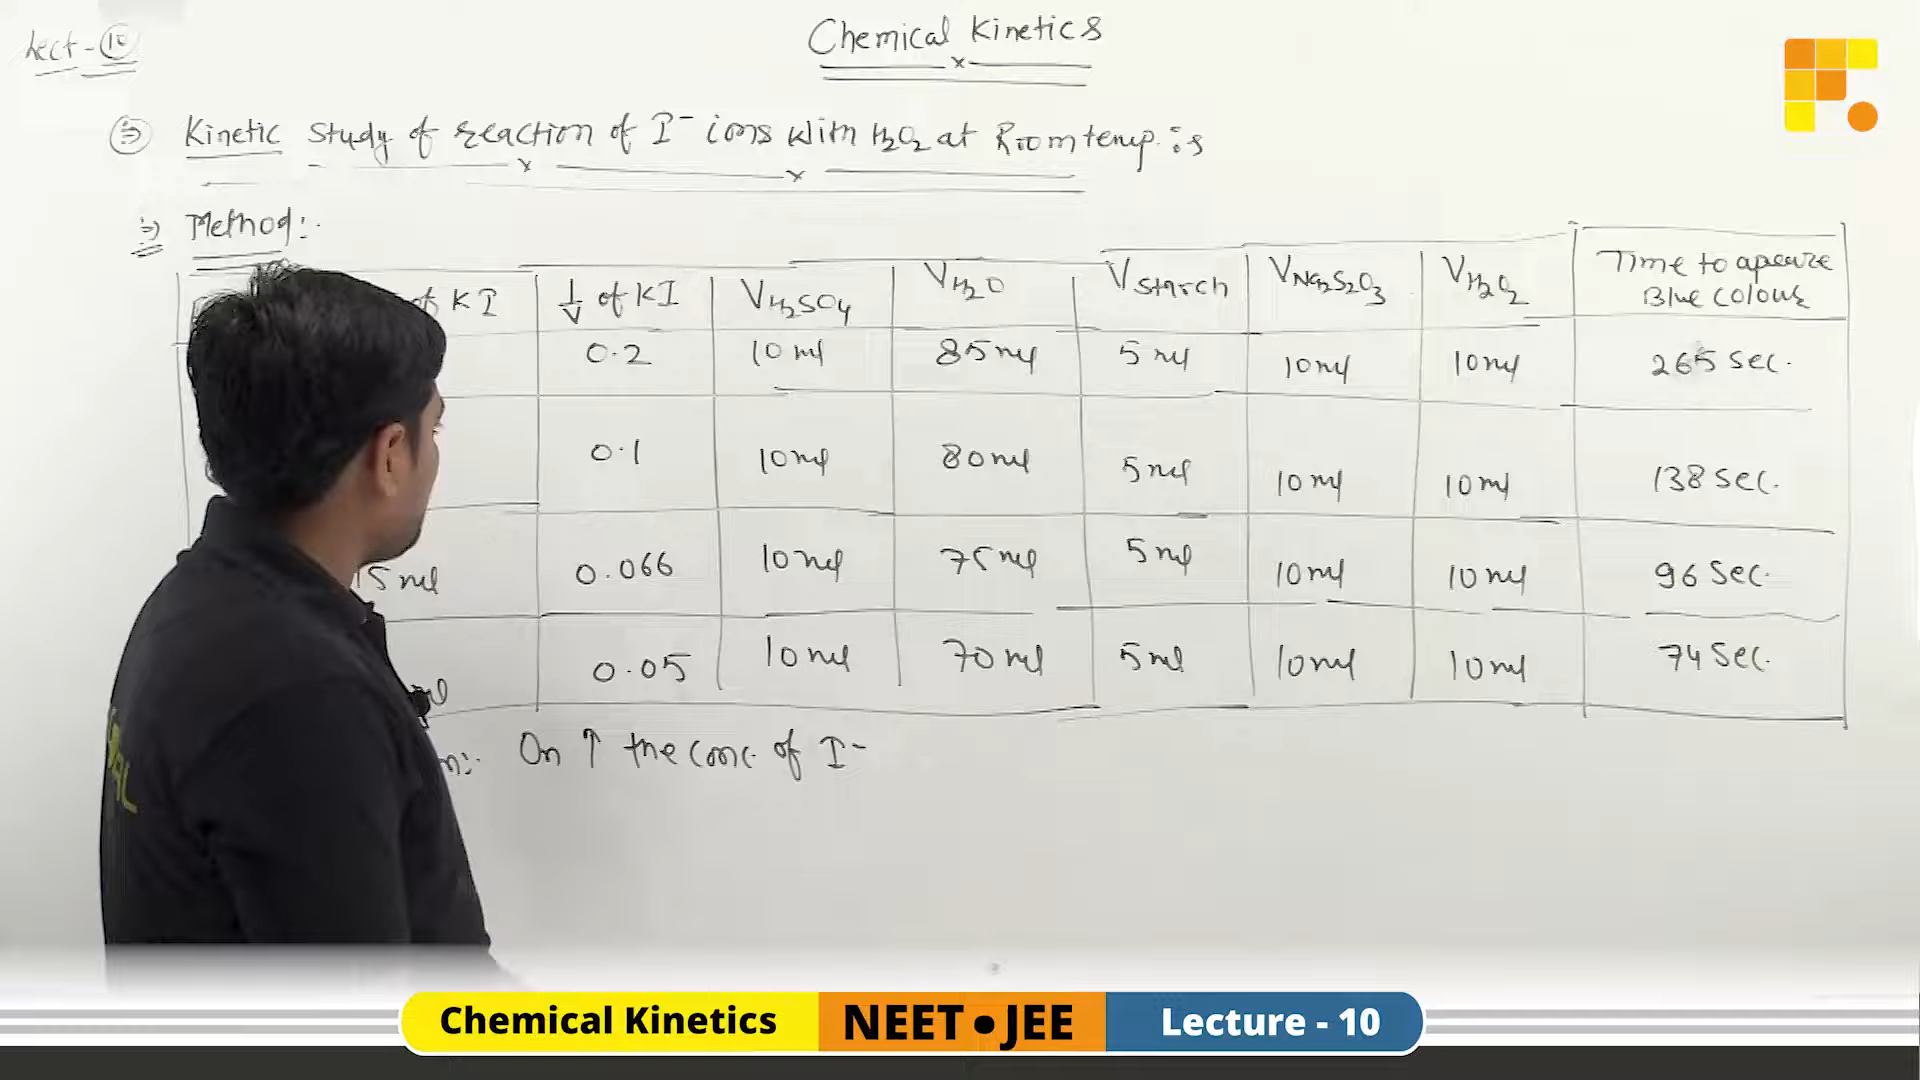 Lect-10
Chemical Kinetics
Kinetic Study of reaction of I⁻ ions with H₂O₂ at Room temp.:s
Method:
of KI 1/V of KI V H₂SO₄ V H₂O V Starch V Na₂S₂O₃ V H₂O₂ Time to apeare Blue Colour
0.2 10 ml 85 ml 5 ml 10 ml 10 ml 265 Sec.
0.1 10 ml 80 ml 5 ml 10 ml 10 ml 138 Sec.
15 ml 0.066 10 ml 75 ml 5 ml 10 ml 10 ml 96 Sec.
ml 0.05 10 ml 70 ml 5 ml 10 ml 10 ml 74 Sec.
On ↑ the conc. of I⁻
Chemical Kinetics NEET • JEE Lecture - 10